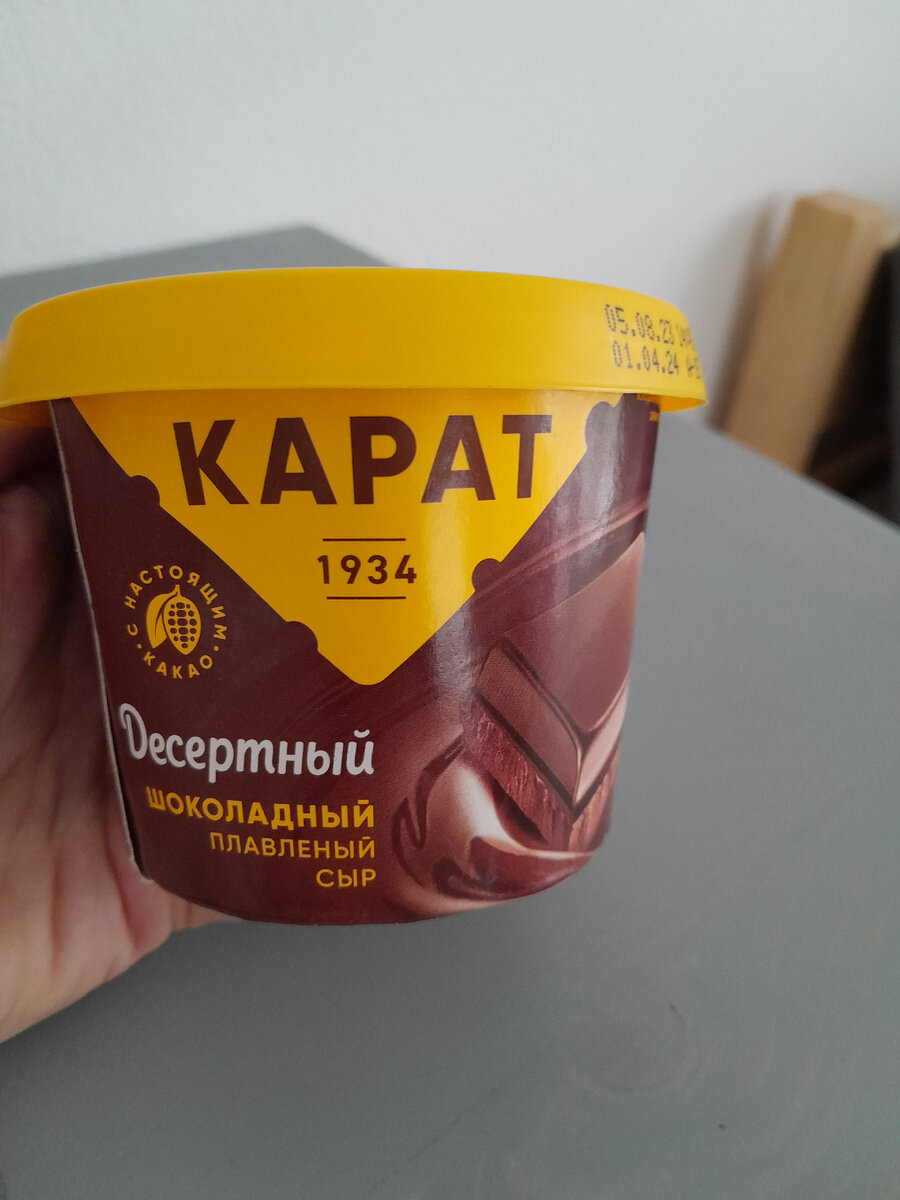 05.08.23
01.04.24
КАРАТ
1934
С НАСТОЯЩИМ КАКАО
Десертный
ШОКОЛАДНЫЙ
ПЛАВЛЕНЫЙ
СЫР